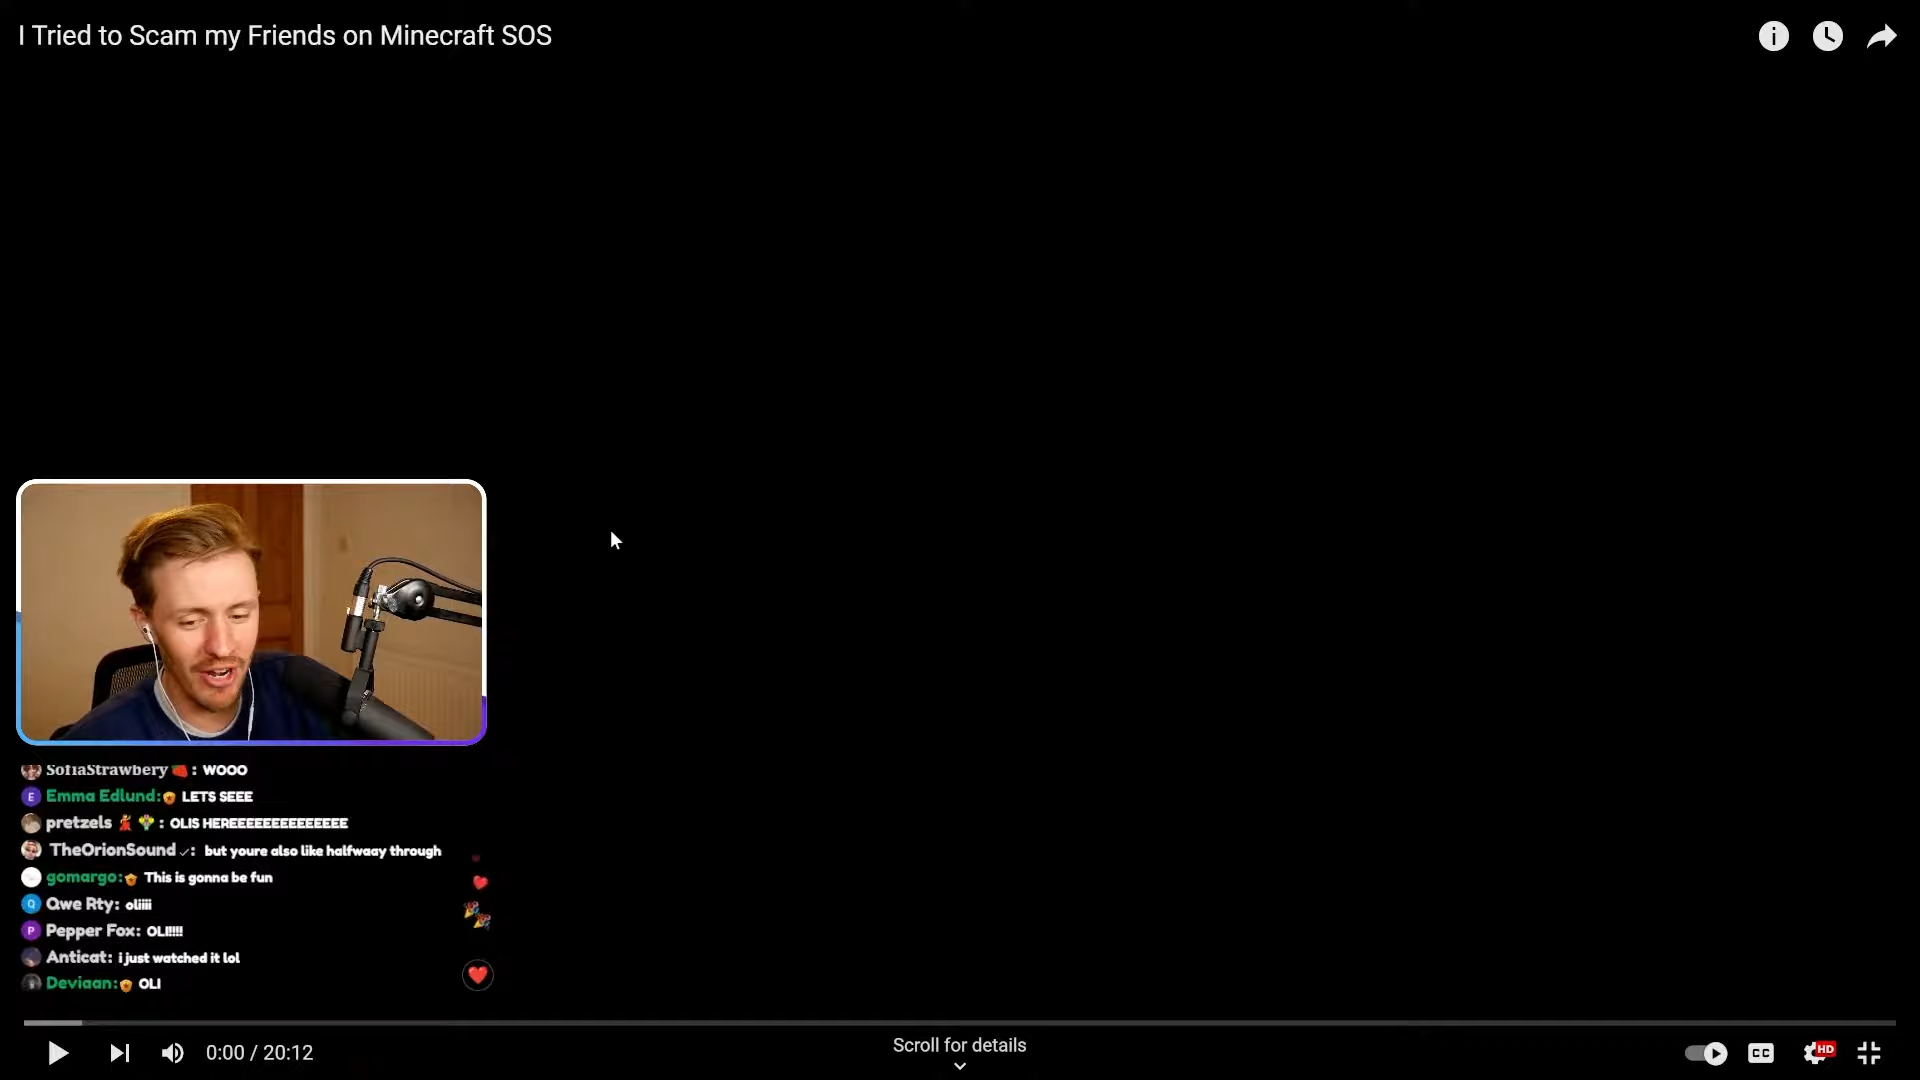 I Tried to Scam my Friends on Minecraft SOS
SofiaStrawbery : WOOO
E Emma Edlund: LETS SEEE
pretzels : OLIS HEREEEEEEEEEEEEEE
TheOrionSound : but youre also like halfwaay through
gomargo: This is gonna be fun
Q Qwe Rty: oliiii
P Pepper Fox: OLI!!!!
Anticat: i just watched it lol
Deviaan: OLI
0:00 / 20:12
Scroll for details
CC
HD